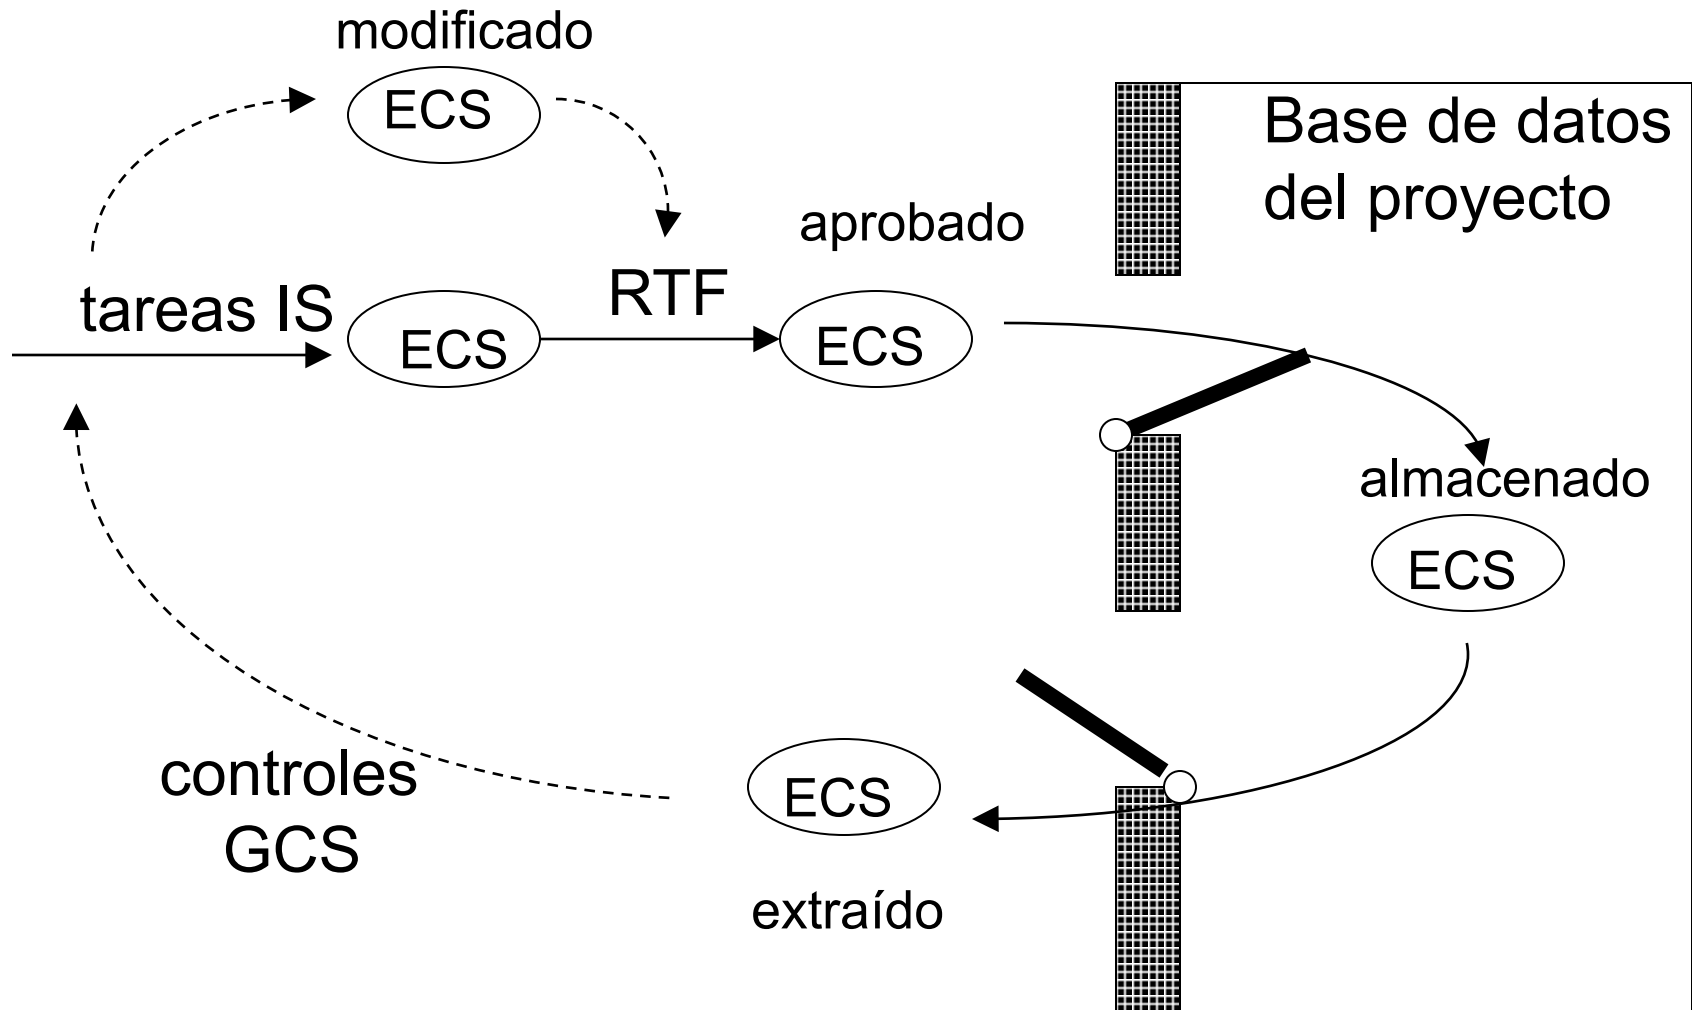 modificado
ECS
Base de datos
del proyecto
aprobado
tareas IS
ECS
RTF
ECS
almacenado
ECS
controles
GCS
ECS
extraído